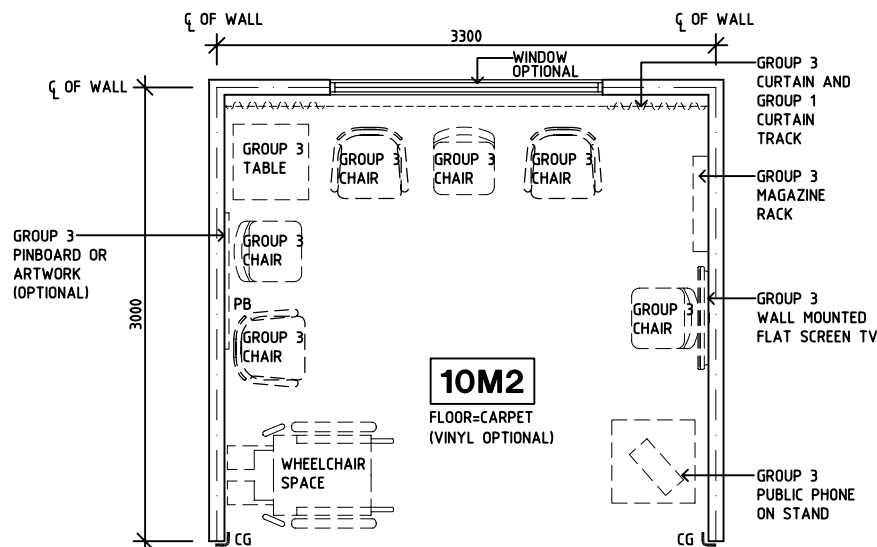 ℄ OF WALL
℄ OF WALL
3300
WINDOW
OPTIONAL
GROUP 3
CURTAIN AND
GROUP 1
CURTAIN
TRACK
℄ OF WALL
GROUP 3
TABLE
GROUP 3
CHAIR
GROUP 3
CHAIR
GROUP 3
CHAIR
GROUP 3
MAGAZINE
RACK
GROUP 3
PINBOARD OR
ARTWORK
(OPTIONAL)
GROUP 3
CHAIR
PB
3000
GROUP 3
CHAIR
GROUP 3
CHAIR
GROUP 3
WALL MOUNTED
FLAT SCREEN TV
10M2
FLOOR=CARPET
(VINYL OPTIONAL)
WHEELCHAIR
SPACE
GROUP 3
PUBLIC PHONE
ON STAND
CG
CG